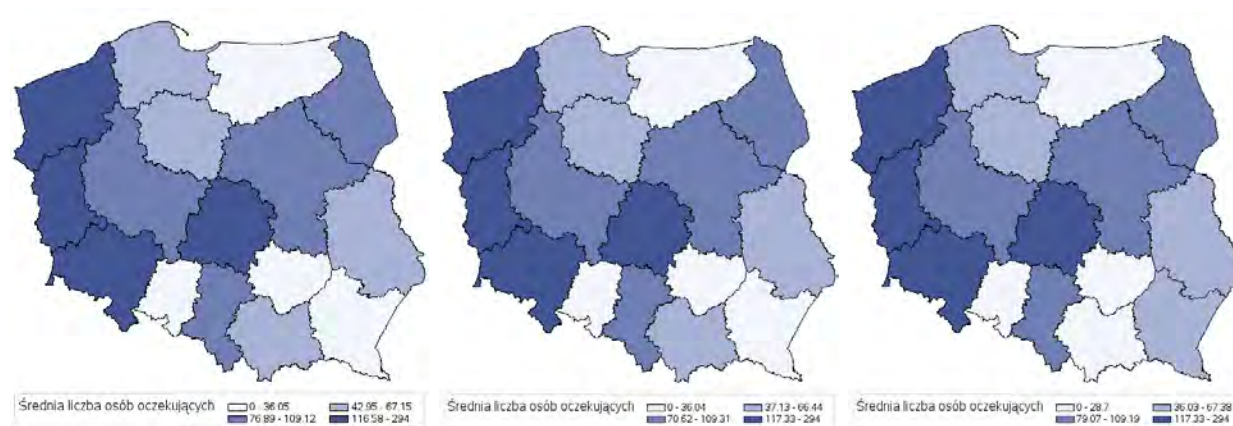 Średnia liczba osób oczekujących 0 - 36.05 42.95 - 67.15
76.89 - 109.12 116.58 - 294
Średnia liczba osób oczekujących 0 - 36.04 37.13 - 66.44
70.62 - 109.31 117.33 - 294
Średnia liczba osób oczekujących 0 - 28.7 36.03 - 67.38
79.07 - 109.19 117.33 - 294